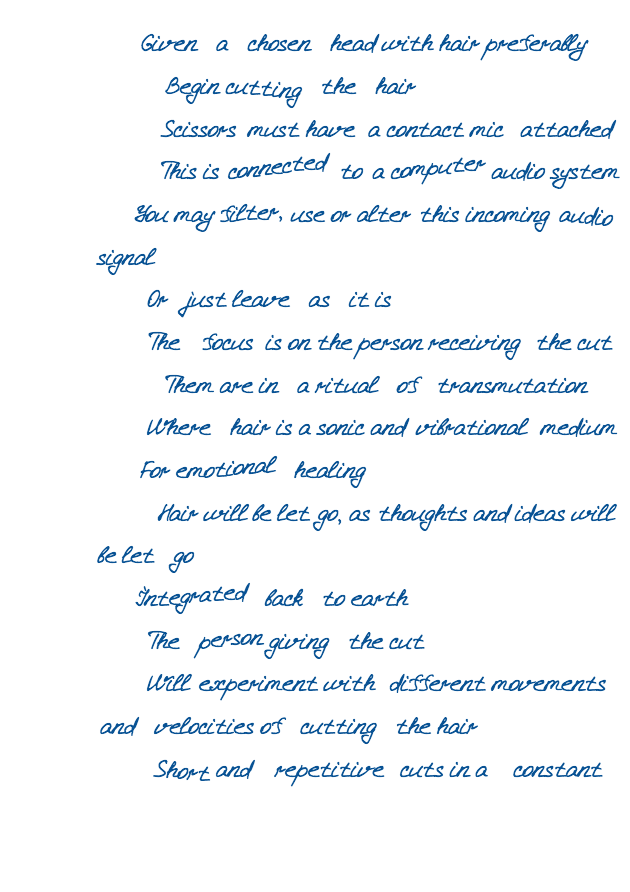 Given a chosen head with hair preferably
Begin cutting the hair
Scissors must have a contact mic attached
This is connected to a computer audio system
You may filter, use or alter this incoming audio
signal
Or just leave as it is
The focus is on the person receiving the cut
Them are in a ritual of transmutation
Where hair is a sonic and vibrational medium
For emotional healing
Hair will be let go, as thoughts and ideas will
be let go
Integrated back to earth
The person giving the cut
Will experiment with different movements
and velocities of cutting the hair
Short and repetitive cuts in a constant